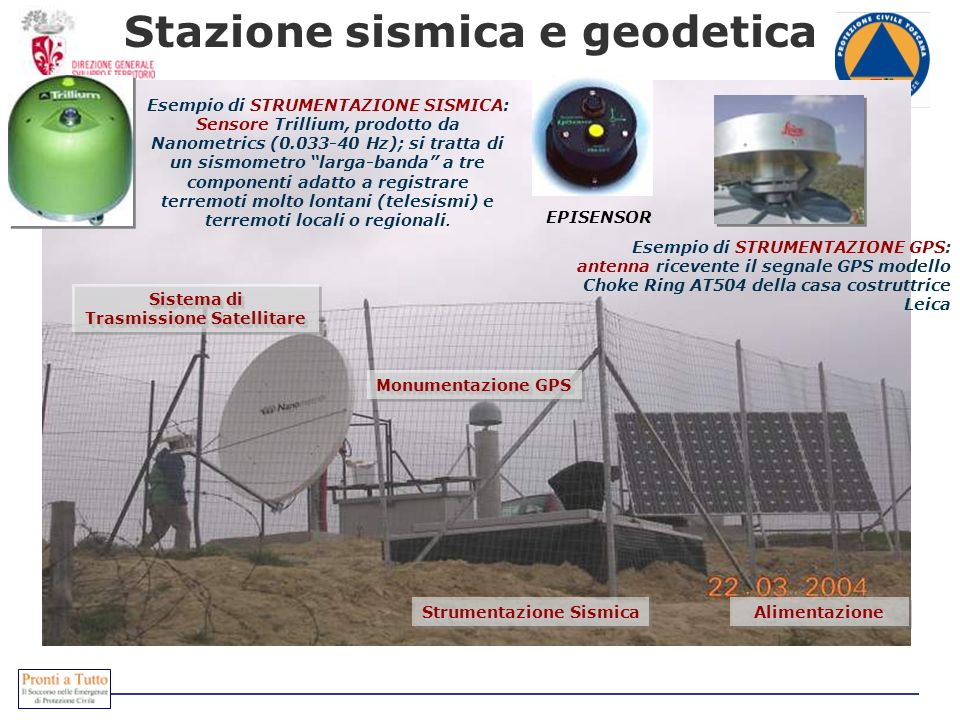 Stazione sismica e geodetica
DIREZIONE GENERALE
SVILUPPO E TERRITORIO
PROTEZIONE CIVILE TOSCANA
Trillium
Esempio di STRUMENTAZIONE SISMICA:
Sensore Trillium, prodotto da
Nanometrics (0.033-40 Hz); si tratta di
un sismometro “larga-banda” a tre
componenti adatto a registrare
terremoti molto lontani (telesismi) e
terremoti locali o regionali.
EpiSensor
EPISENSOR
Leica
Esempio di STRUMENTAZIONE GPS:
antenna ricevente il segnale GPS modello
Choke Ring AT504 della casa costruttrice
Leica
Sistema di
Trasmissione Satellitare
Monumentazione GPS
Nanometrics
22 03 2004
Strumentazione Sismica
Alimentazione
Pronti a Tutto
Il Soccorso nelle Emergenze
di Protezione Civile